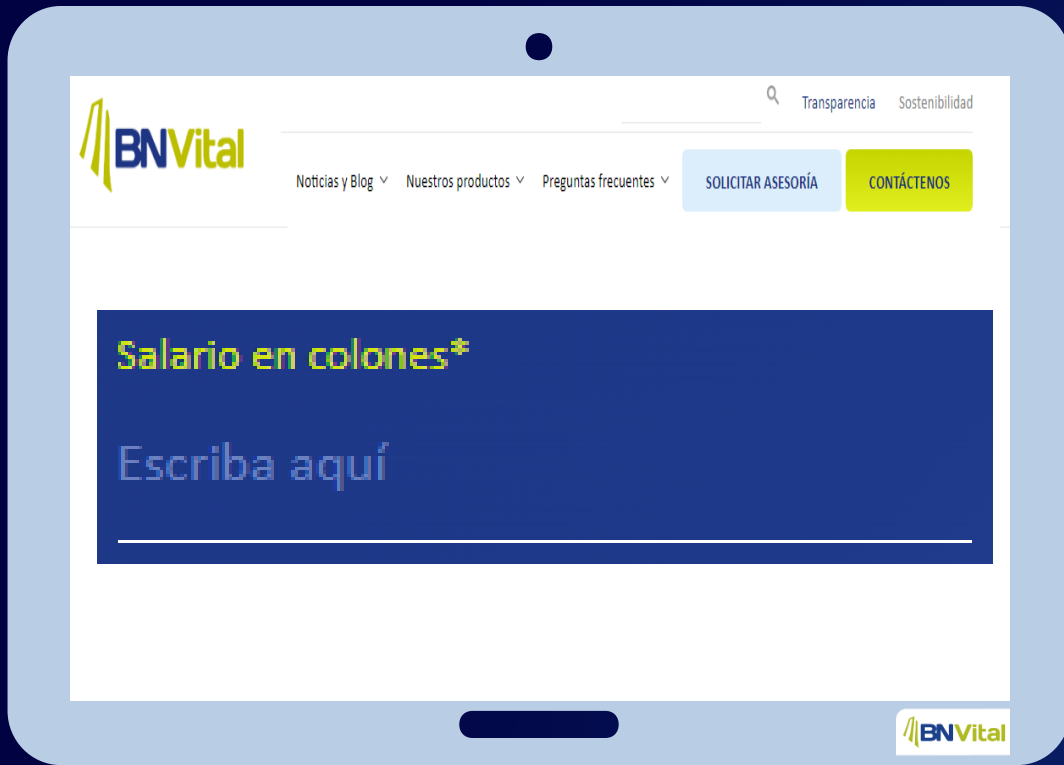 BNVital
Transparencia Sostenibilidad
Noticias y Blog Nuestros productos Preguntas frecuentes SOLICITAR ASESORÍA CONTÁCTENOS
Salario en colones*
Escriba aquí
BNVital